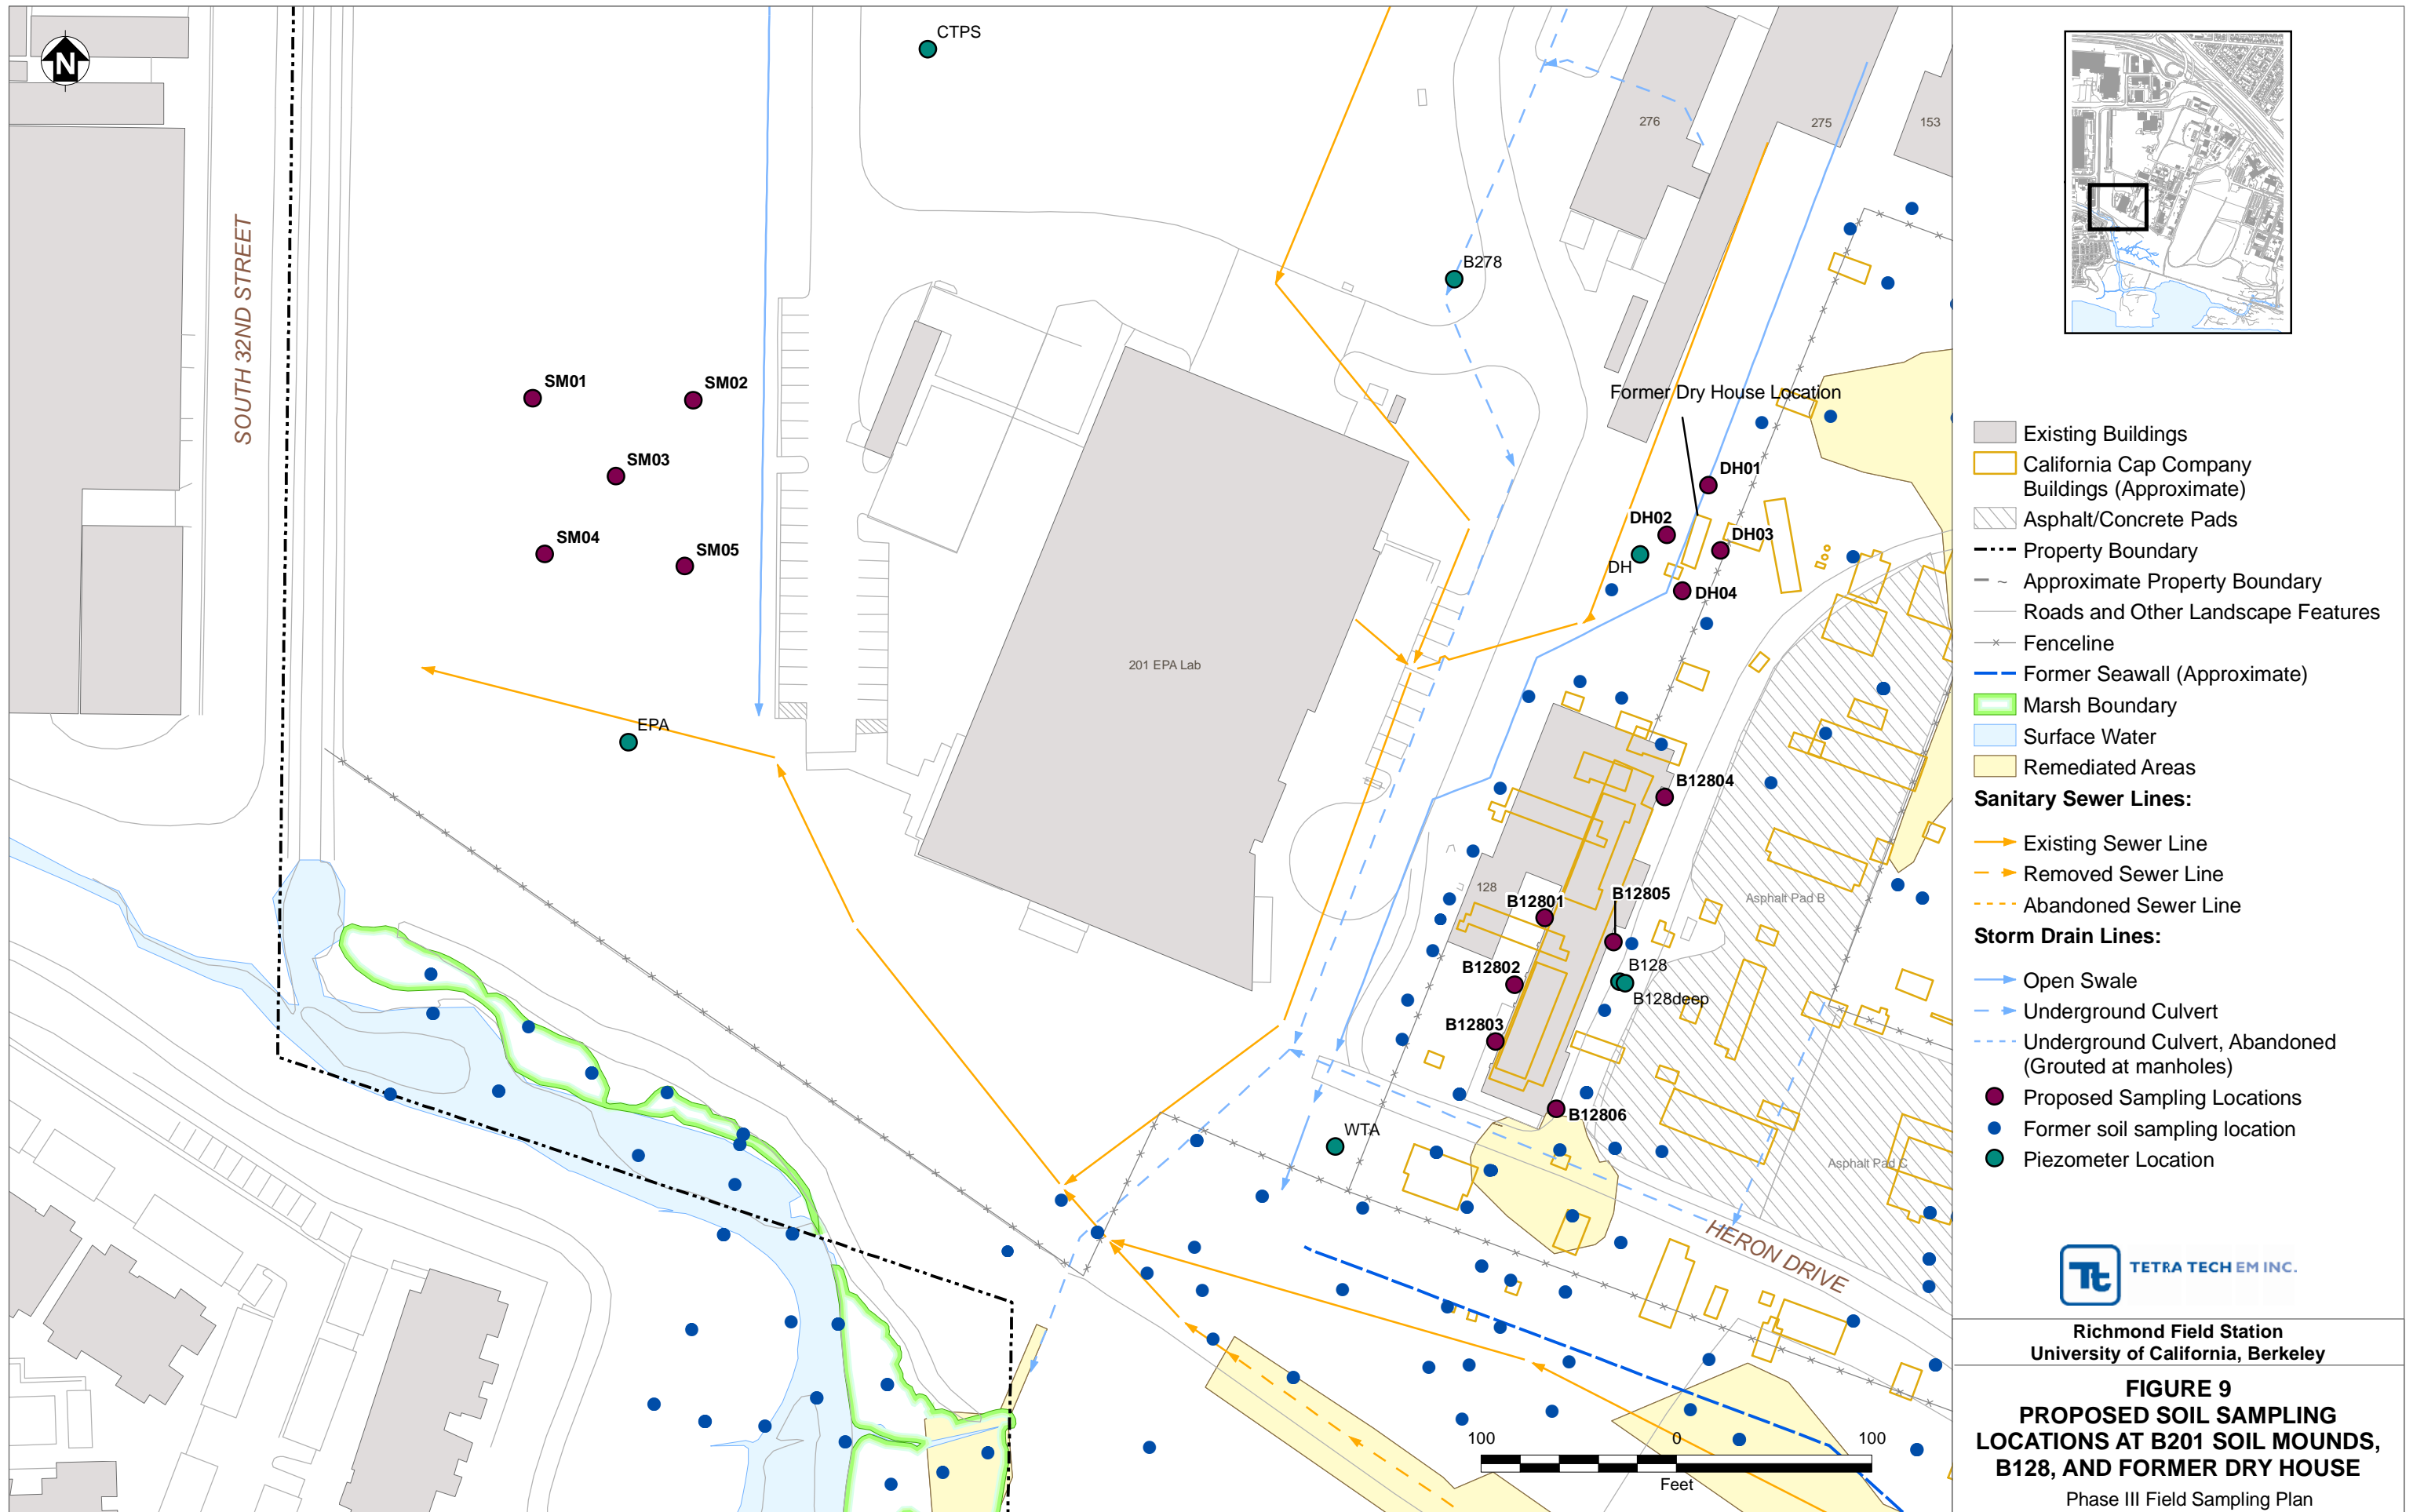 N
CTPS
SOUTH 32ND STREET
276
275
153
B278
SM01
SM02
SM03
SM04
SM05
Former Dry House Location
DH01
DH02
DH03
DH
DH04
201 EPA Lab
EPA
B12804
128
B12801
B12805
Asphalt Pad B
B12802
B128
B128deep
B12803
B12806
WTA
Asphalt Pad C
HERON DRIVE
100
0
100
Feet
Existing Buildings
California Cap Company
Buildings (Approximate)
Asphalt/Concrete Pads
Property Boundary
~
Approximate Property Boundary
Roads and Other Landscape Features
Fenceline
Former Seawall (Approximate)
Marsh Boundary
Surface Water
Remediated Areas
Sanitary Sewer Lines:
Existing Sewer Line
Removed Sewer Line
Abandoned Sewer Line
Storm Drain Lines:
Open Swale
Underground Culvert
Underground Culvert, Abandoned
(Grouted at manholes)
Proposed Sampling Locations
Former soil sampling location
Piezometer Location
Tt
TETRA TECH EM INC.
Richmond Field Station
University of California, Berkeley
FIGURE 9
PROPOSED SOIL SAMPLING
LOCATIONS AT B201 SOIL MOUNDS,
B128, AND FORMER DRY HOUSE
Phase III Field Sampling Plan